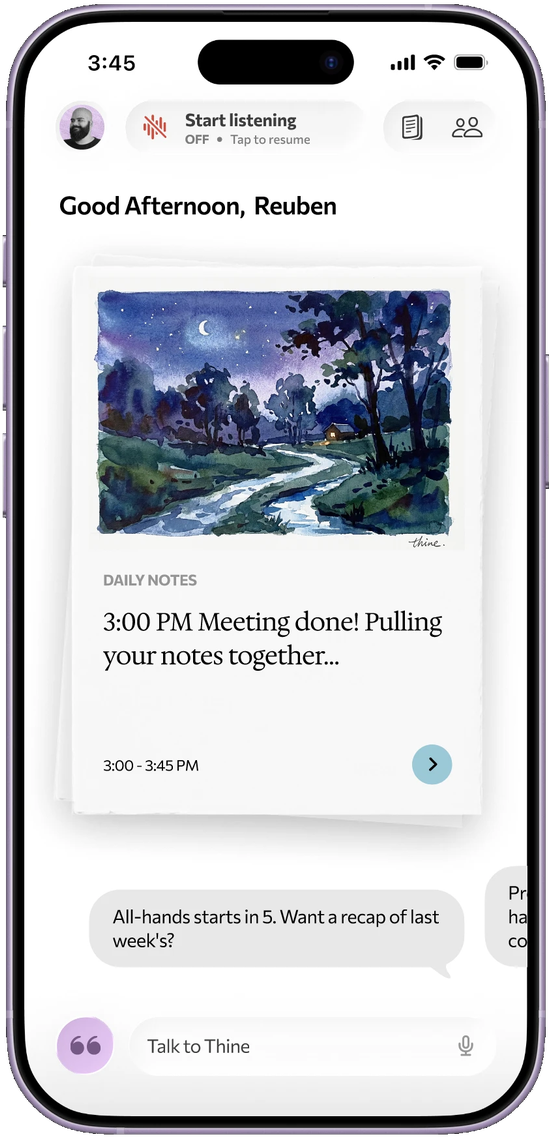 3:45
Start listening
OFF • Tap to resume
Good Afternoon, Reuben
thine.
DAILY NOTES
3:00 PM Meeting done! Pulling
your notes together...
3:00 - 3:45 PM
All-hands starts in 5. Want a recap of last
week's?
Talk to Thine